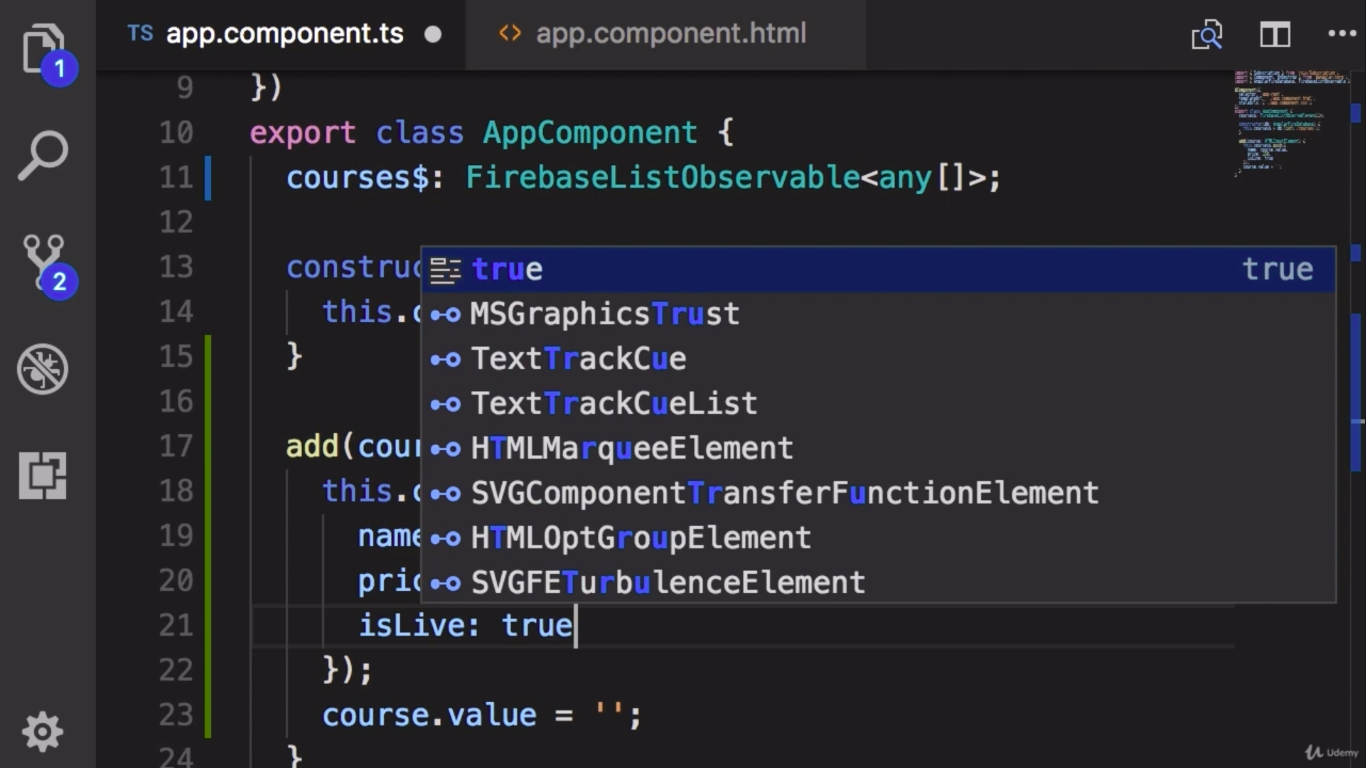 TS app.component.ts
<> app.component.html
1
2
9 })
10 export class AppComponent {
11 courses$: FirebaseListObservable<any[]>;
12
13 construc
14 this.c
15 }
16
17 add(cour
18 this.c
19 name
20 pric
21 isLive: true
22 });
23 course.value = '';
24 }
true true
MSGraphicsTrust
TextTrackCue
TextTrackCueList
HTMLMarqueeElement
SVGComponentTransferFunctionElement
HTMLOptGroupElement
SVGFETurbulenceElement
Udemy